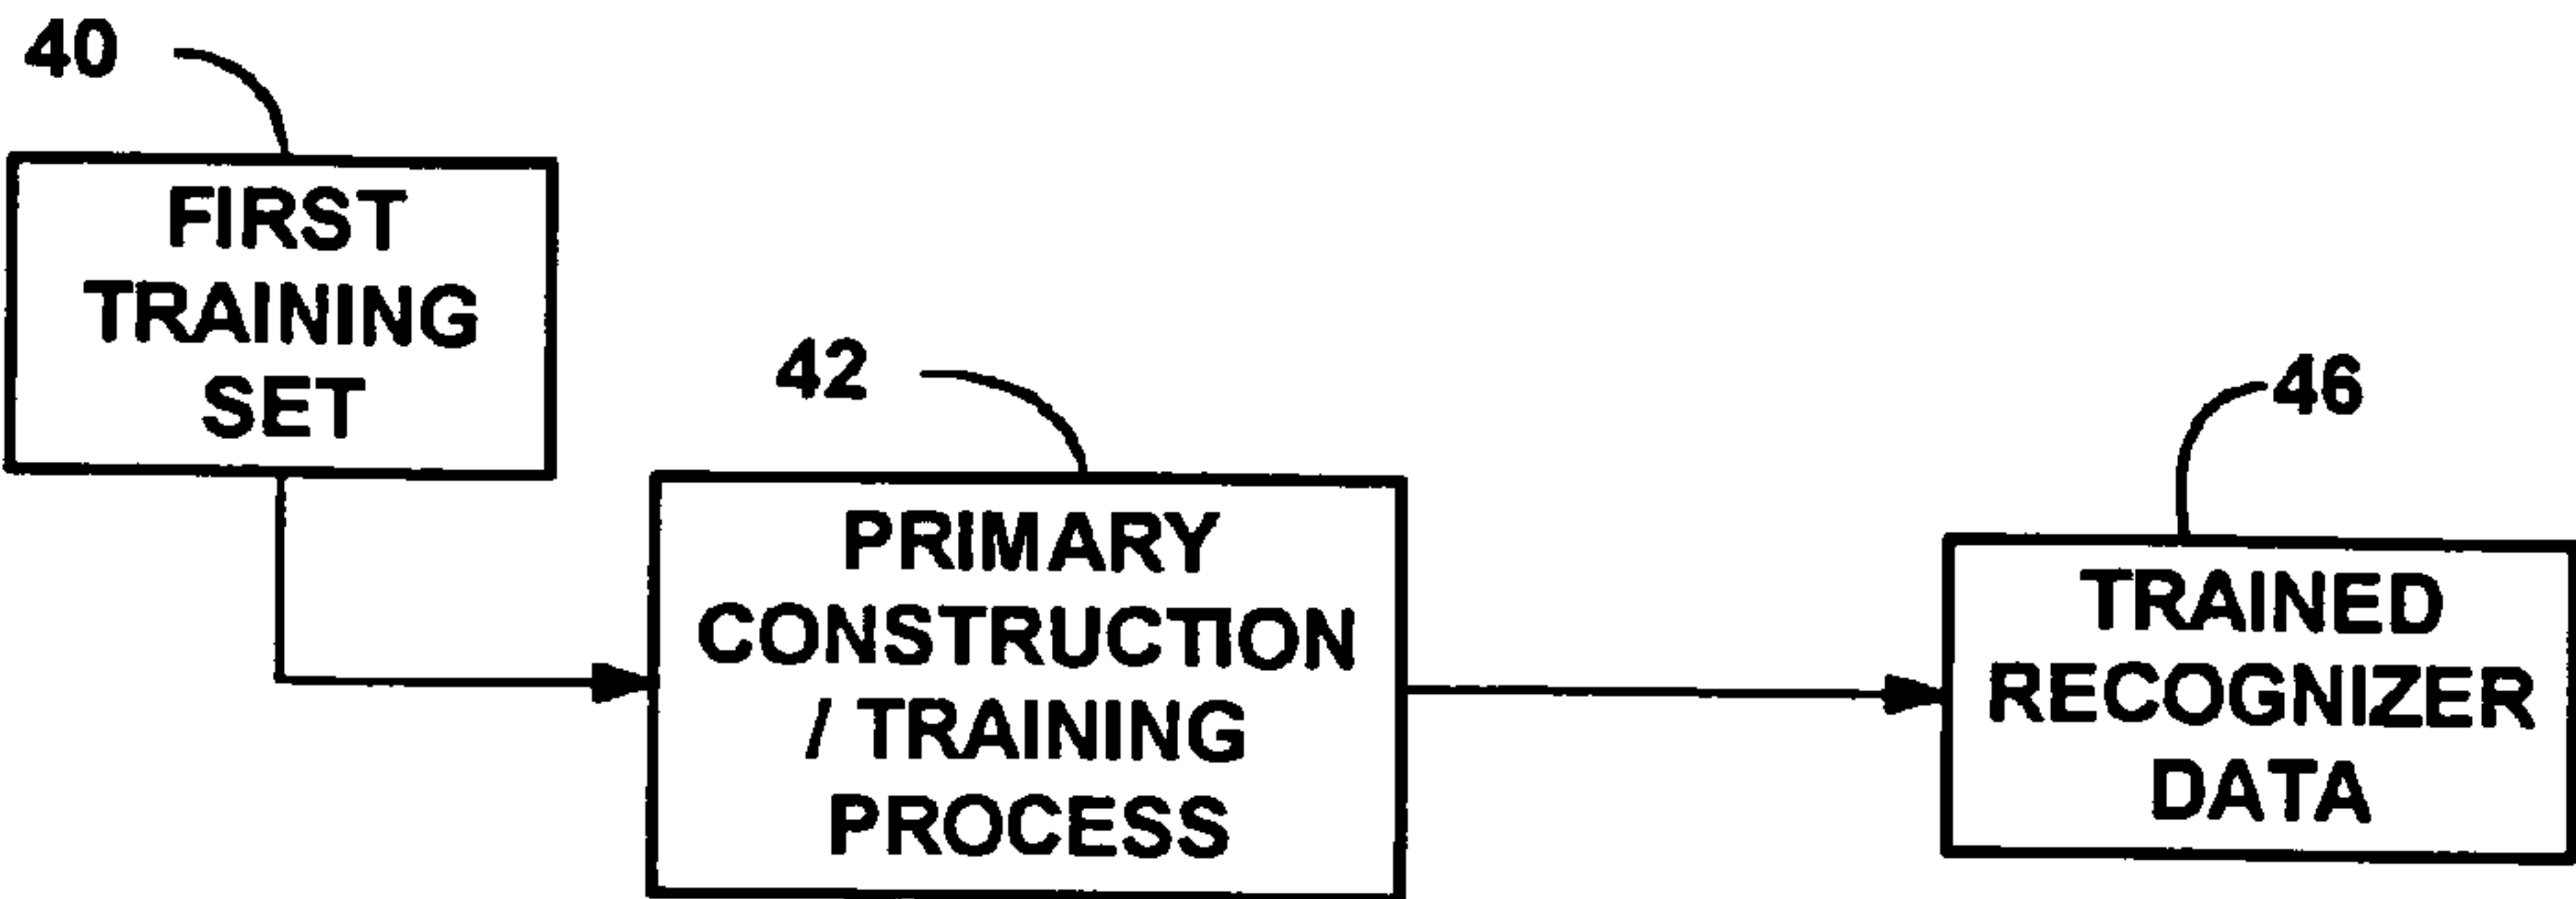 40
FIRST
TRAINING
SET
42
PRIMARY
CONSTRUCTION
/ TRAINING
PROCESS
46
TRAINED
RECOGNIZER
DATA